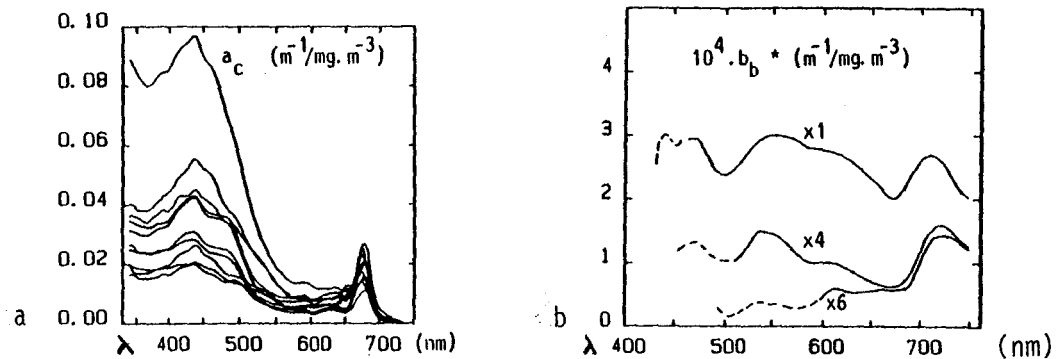 0.10
0.08
0.06
0.04
0.02
0.00
a_c (m⁻¹/mg.m⁻³)
a
λ 400 500 600 700 (nm)
4
3
2
1
0
10⁴.b_b * (m⁻¹/mg.m⁻³)
x1
x4
x6
b
λ 400 500 600 700 (nm)